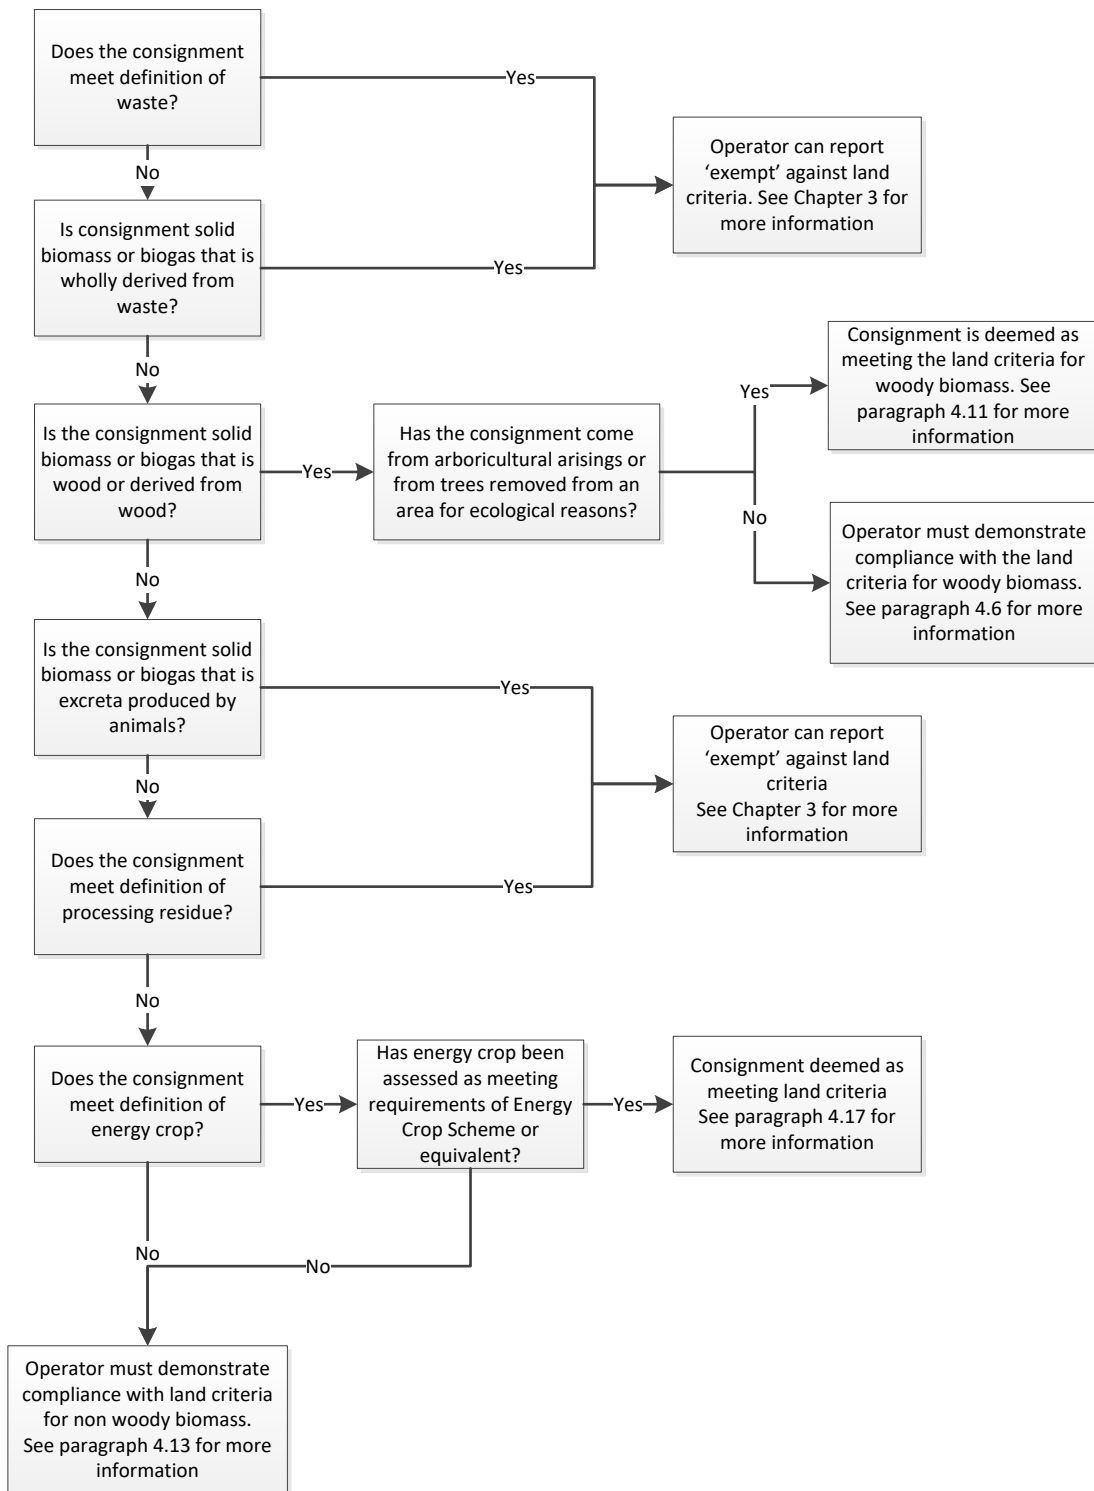 Does the consignment
meet definition of
waste?
Yes
No
Operator can report
‘exempt’ against land
criteria. See Chapter 3 for
more information
Is consignment solid
biomass or biogas that is
wholly derived from
waste?
Yes
No
Is the consignment solid
biomass or biogas that is
wood or derived from
wood?
Yes
Has the consignment come
from arboricultural arisings or
from trees removed from an
area for ecological reasons?
Yes
Consignment is deemed as
meeting the land criteria for
woody biomass. See
paragraph 4.11 for more
information
No
Operator must demonstrate
compliance with the land
criteria for woody biomass.
See paragraph 4.6 for more
information
No
Is the consignment solid
biomass or biogas that is
excreta produced by
animals?
Yes
No
Operator can report
‘exempt’ against land
criteria
See Chapter 3 for more
information
Does the consignment
meet definition of
processing residue?
Yes
No
Does the consignment
meet definition of
energy crop?
Yes
Has energy crop been
assessed as meeting
requirements of Energy
Crop Scheme or
equivalent?
Yes
Consignment deemed as
meeting land criteria
See paragraph 4.17 for
more information
No
No
Operator must demonstrate
compliance with land criteria
for non woody biomass.
See paragraph 4.13 for more
information